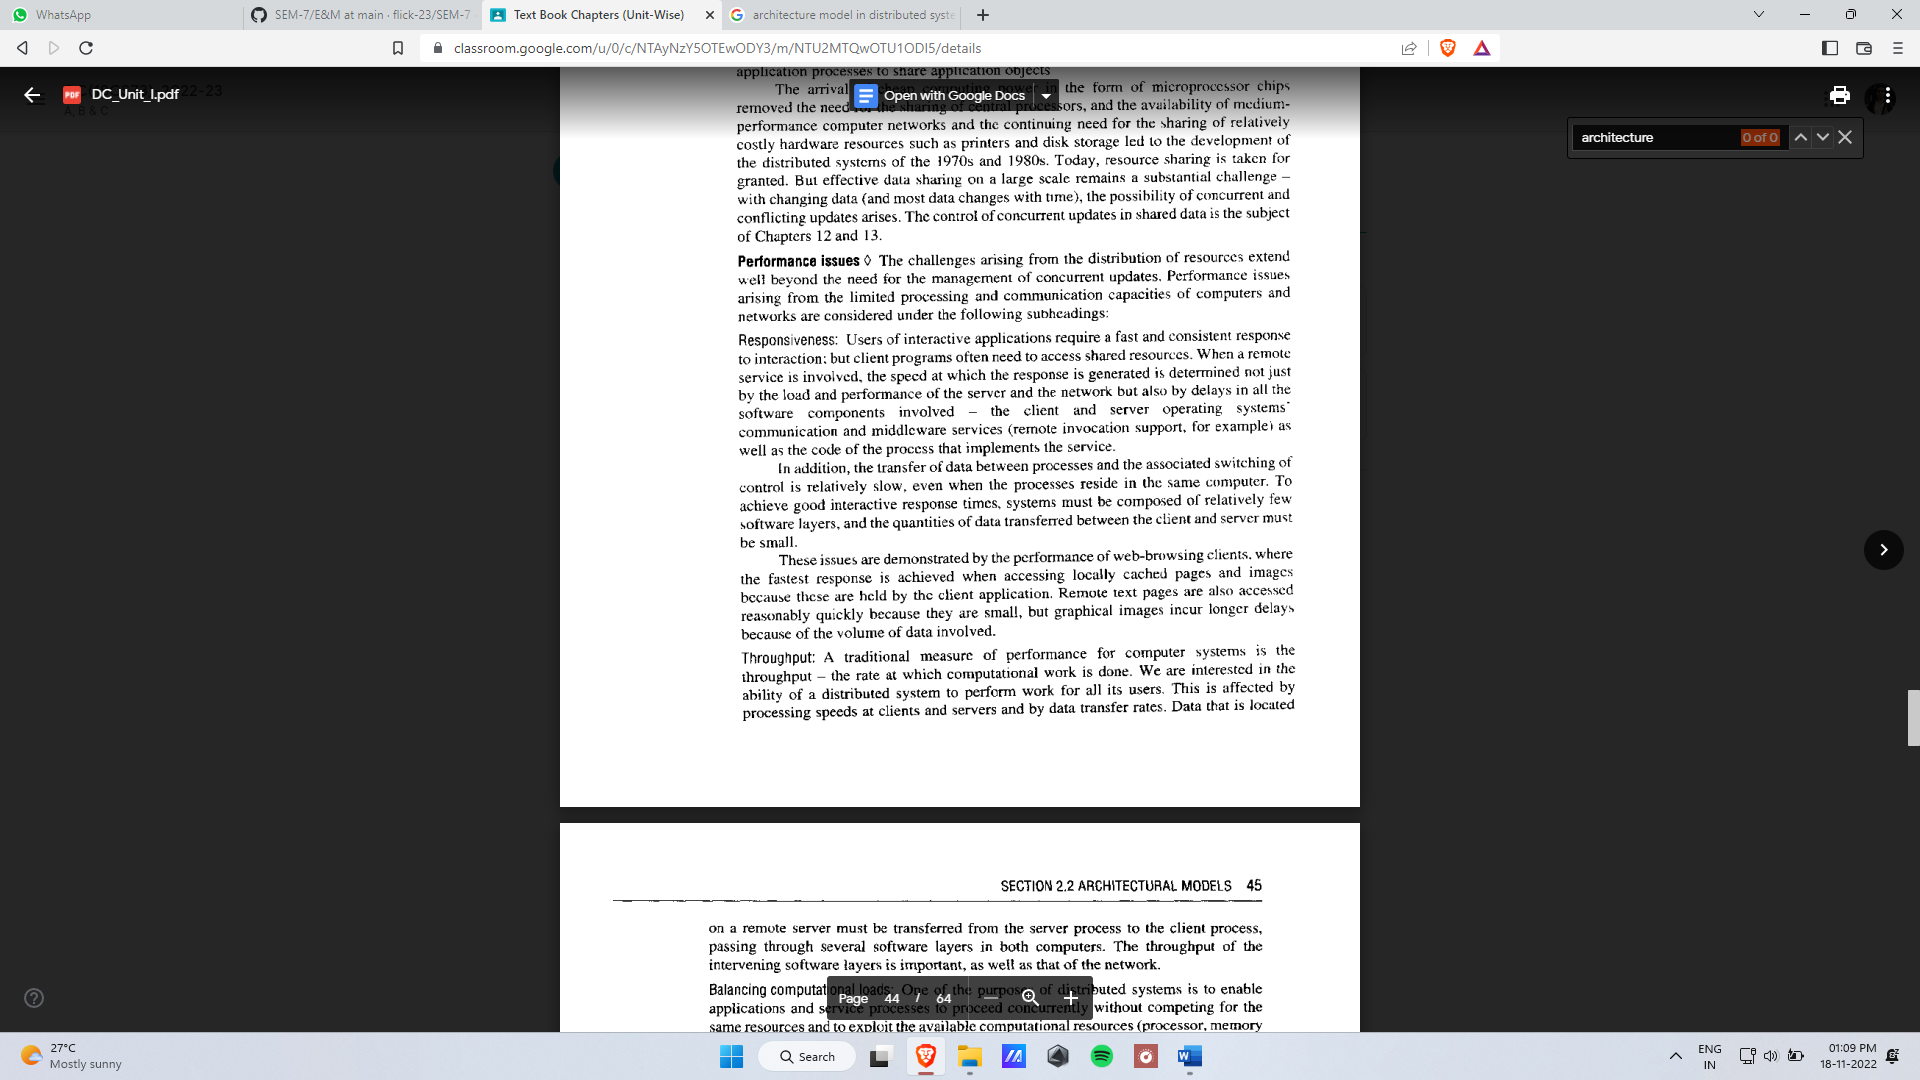 WhatsApp
SEM-7/E&M at main · flick-23/SEM-7
Text Book Chapters (Unit-Wise)
architecture model in distributed syste
classroom.google.com/u/0/c/NTAyNzY5OTEwODY3/m/NTU2MTQwOTU1ODI5/details
DC_Unit_I.pdf
A, B & C
Open with Google Docs
architecture
0 of 0
application processes to share application objects
The arrival of cheap computing power in the form of microprocessor chips
removed the need for the sharing of central processors, and the availability of medium-
performance computer networks and the continuing need for the sharing of relatively
costly hardware resources such as printers and disk storage led to the development of
the distributed systems of the 1970s and 1980s. Today, resource sharing is taken for
granted. But effective data sharing on a large scale remains a substantial challenge –
with changing data (and most data changes with time), the possibility of concurrent and
conflicting updates arises. The control of concurrent updates in shared data is the subject
of Chapters 12 and 13.
Performance issues ◊ The challenges arising from the distribution of resources extend
well beyond the need for the management of concurrent updates. Performance issues
arising from the limited processing and communication capacities of computers and
networks are considered under the following subheadings:
Responsiveness: Users of interactive applications require a fast and consistent response
to interaction; but client programs often need to access shared resources. When a remote
service is involved, the speed at which the response is generated is determined not just
by the load and performance of the server and the network but also by delays in all the
software components involved – the client and server operating systems'
communication and middleware services (remote invocation support, for example) as
well as the code of the process that implements the service.
In addition, the transfer of data between processes and the associated switching of
control is relatively slow, even when the processes reside in the same computer. To
achieve good interactive response times, systems must be composed of relatively few
software layers, and the quantities of data transferred between the client and server must
be small.
These issues are demonstrated by the performance of web-browsing clients, where
the fastest response is achieved when accessing locally cached pages and images
because these are held by the client application. Remote text pages are also accessed
reasonably quickly because they are small, but graphical images incur longer delays
because of the volume of data involved.
Throughput: A traditional measure of performance for computer systems is the
throughput – the rate at which computational work is done. We are interested in the
ability of a distributed system to perform work for all its users. This is affected by
processing speeds at clients and servers and by data transfer rates. Data that is located
SECTION 2.2 ARCHITECTURAL MODELS 45
on a remote server must be transferred from the server process to the client process,
passing through several software layers in both computers. The throughput of the
intervening software layers is important, as well as that of the network.
Balancing computational loads: One of the purposes of distributed systems is to enable
applications and service processes to proceed concurrently without competing for the
same resources and to exploit the available computational resources (processor, memory
Page 44 / 64
27°C
Mostly sunny
Search
ENG
IN
01:09 PM
18-11-2022